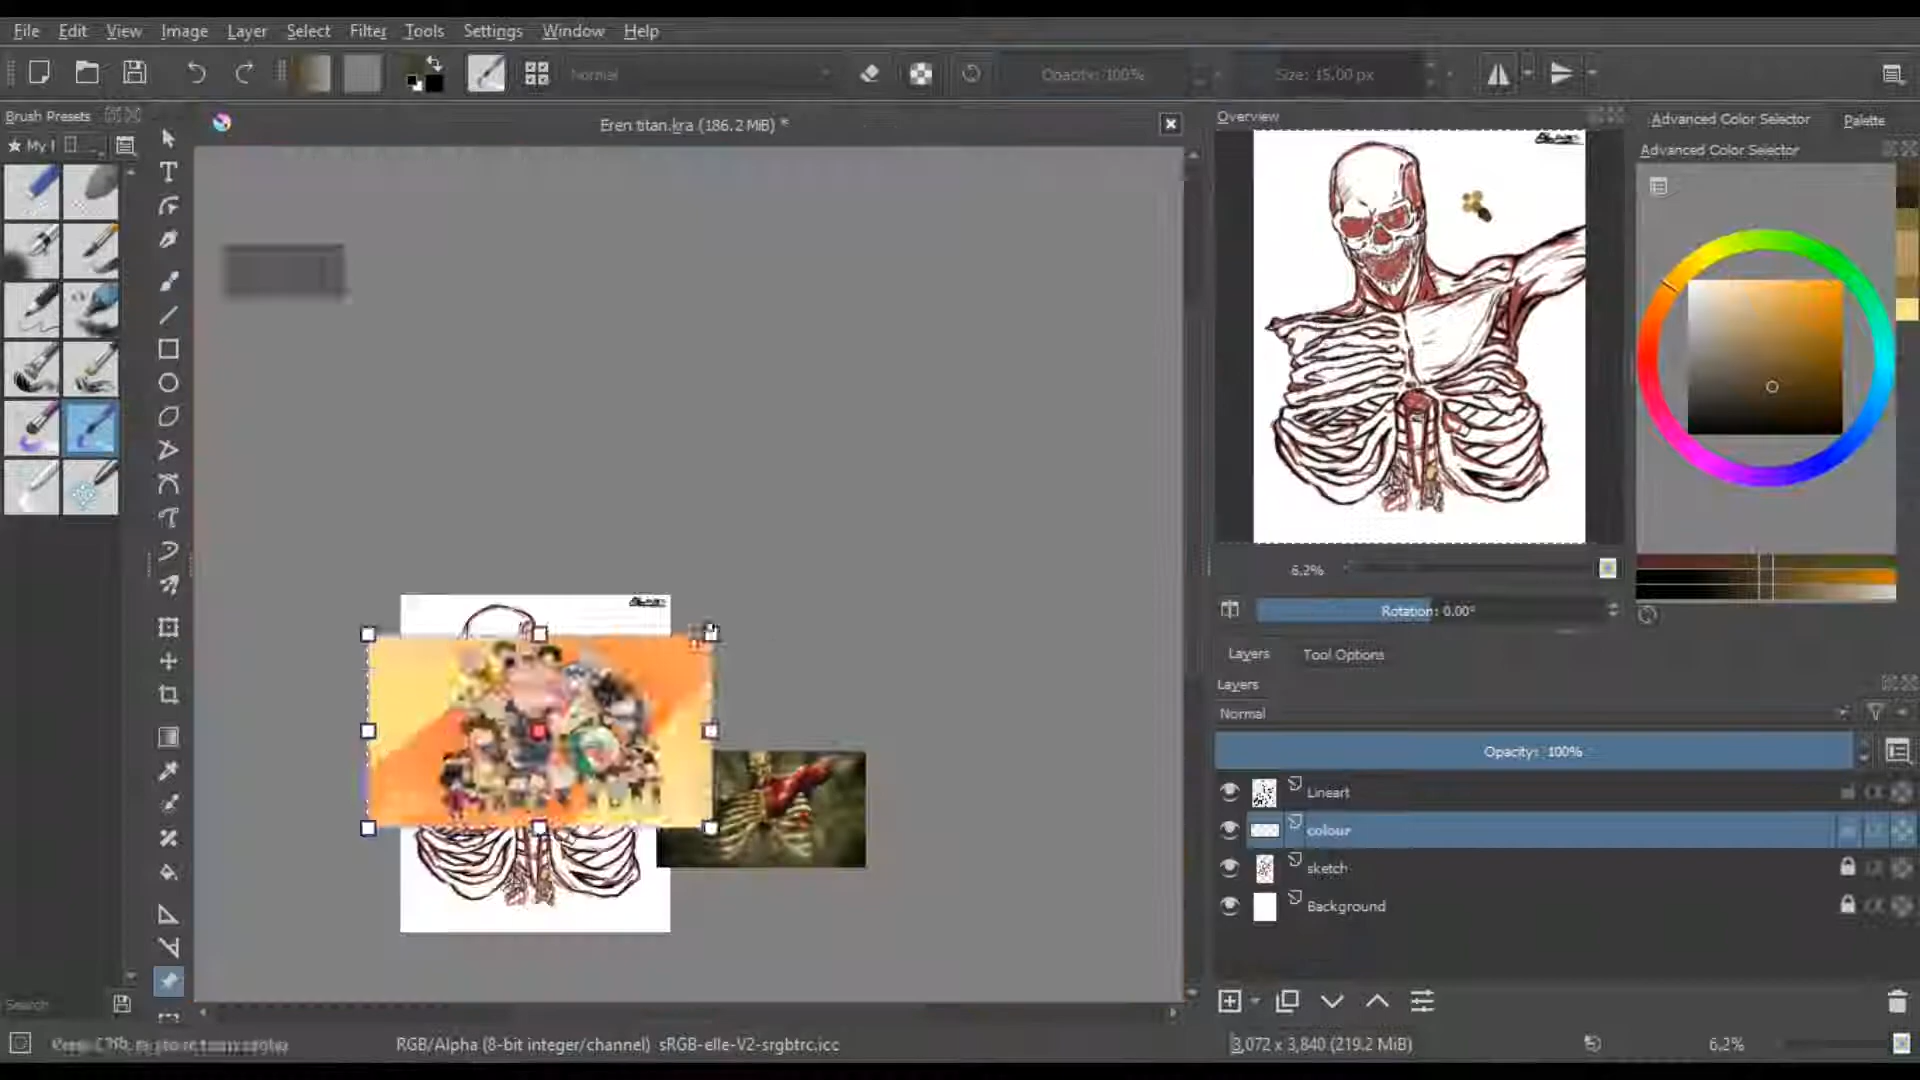 File Edit View Image Layer Select Filter Tools Settings Window Help
Normal Opacity: 100% Size: 15.00 px
Brush Presets
Eren titan.kra (186.2 MiB) *
Overview
Advanced Color Selector Palette
Advanced Color Selector
★ My
6.2%
Rotation: 0.00°
Layers Tool Options
Layers
Normal
Opacity: 100%
Lineart
colour
sketch
Background
Search
RGB/Alpha (8-bit integer/channel) sRGB-elle-V2-srgbtrc.icc
3,072 x 3,840 (219.2 MiB)
6.2%